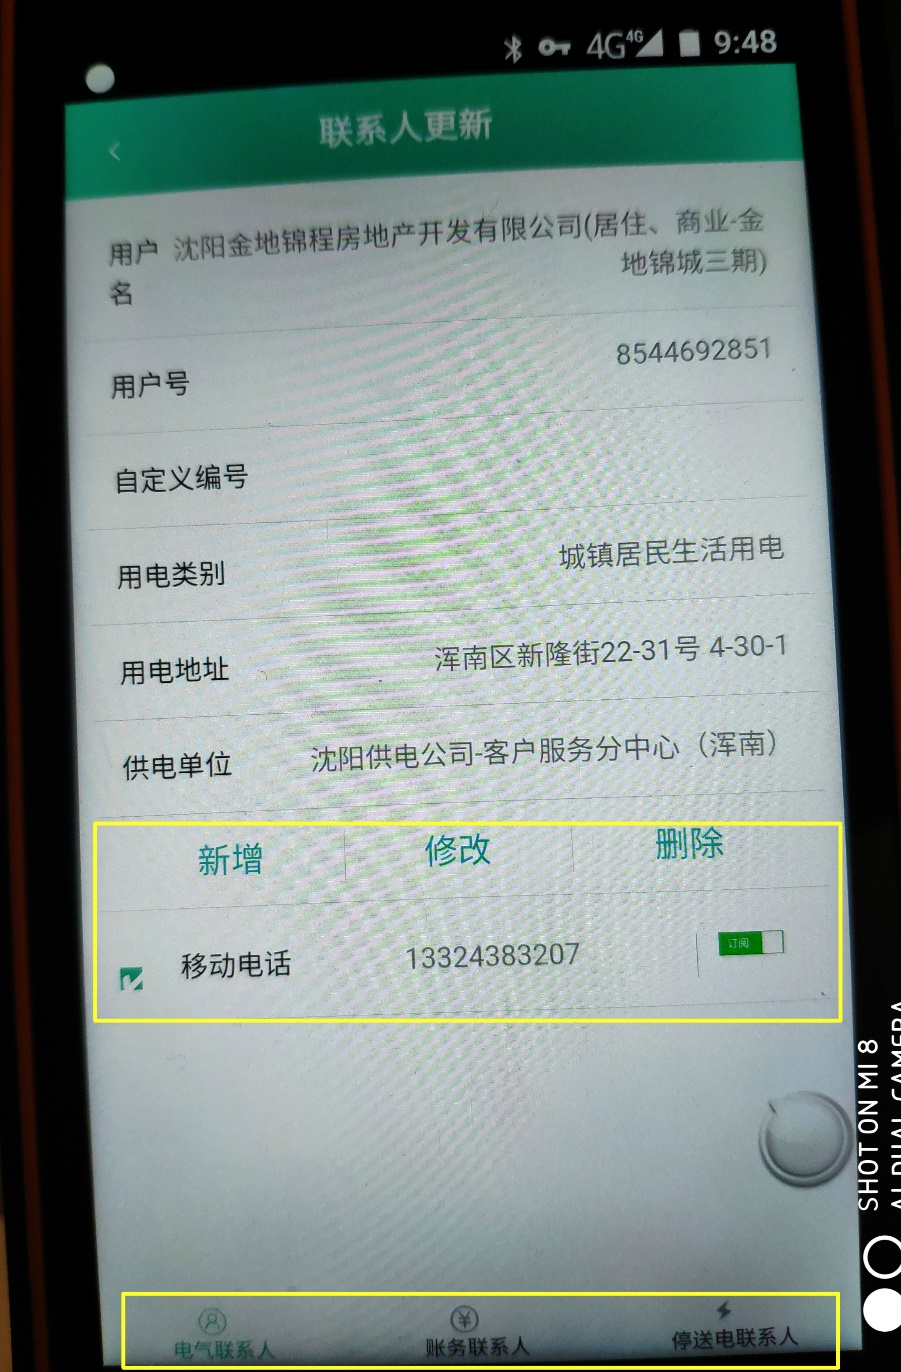 4G 4G 9:48
联系人更新
用户名 沈阳金地锦程房地产开发有限公司(居住、商业-金
地锦城三期)
用户号 8544692851
自定义编号
用电类别 城镇居民生活用电
用电地址 浑南区新隆街22-31号 4-30-1
供电单位 沈阳供电公司-客户服务分中心（浑南）
新增 修改 删除
移动电话 13324383207 订阅
电气联系人 账务联系人 停送电联系人
SHOT ON MI 8
AI DUAL CAMERA